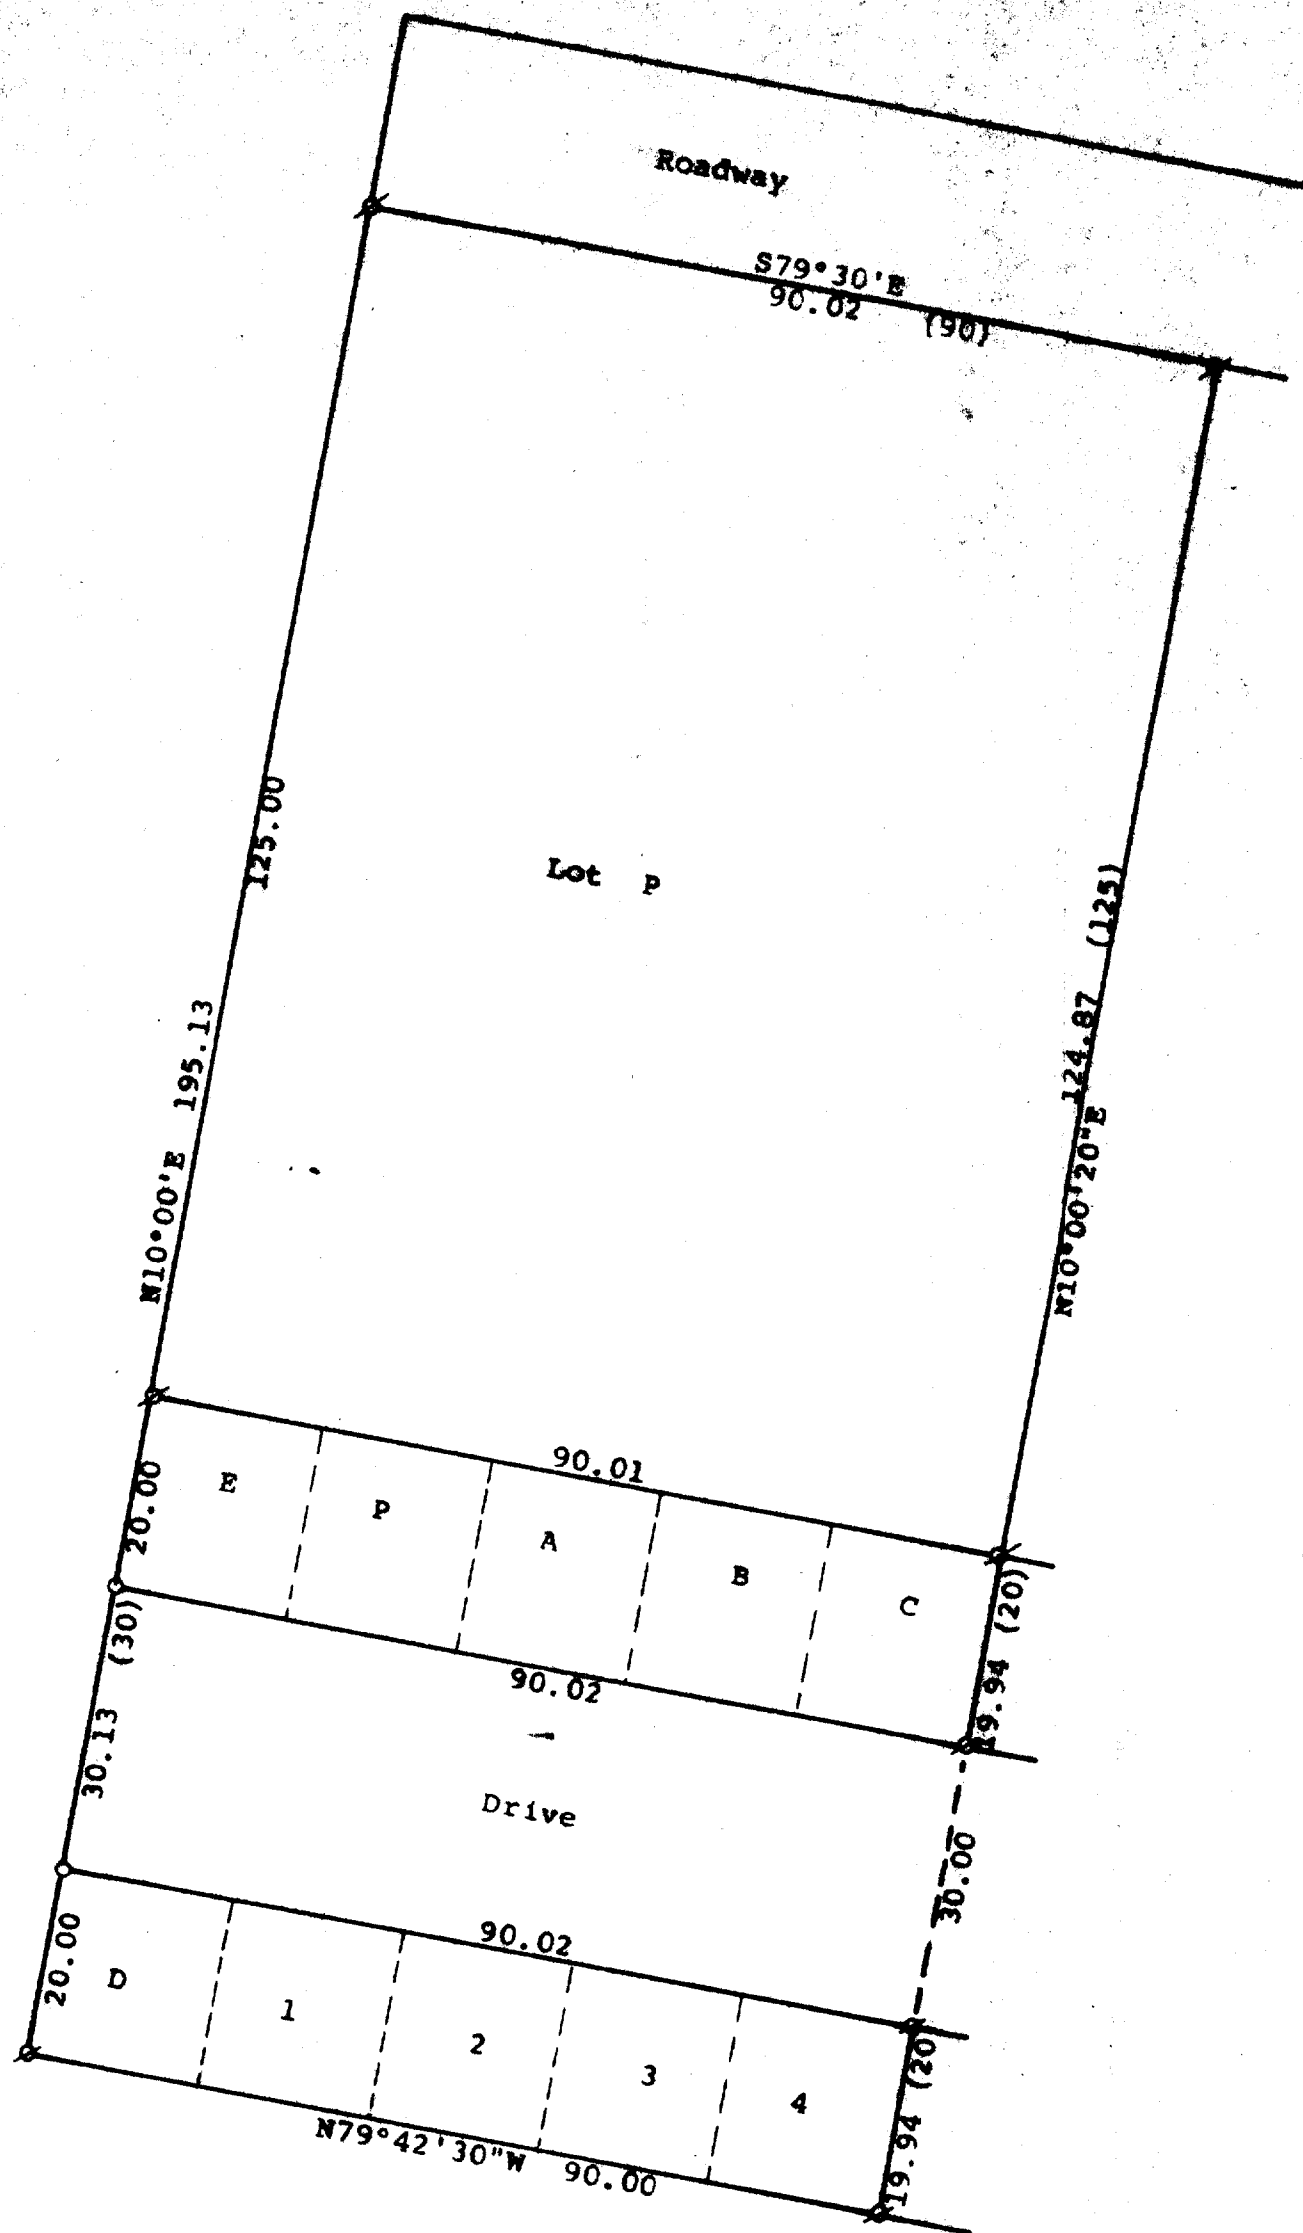 Roadway
S79°30'E
90.02 (90)
125.00
Lot P
124.87 (125)
N10°00'E 195.13
N10°00'20"E
90.01
20.00
E
P
A
B
C
19.94 (20)
90.02
30.13 (30)
Drive
30.00
90.02
20.00
D
1
2
3
4
19.94 (20)
N79°42'30"W 90.00